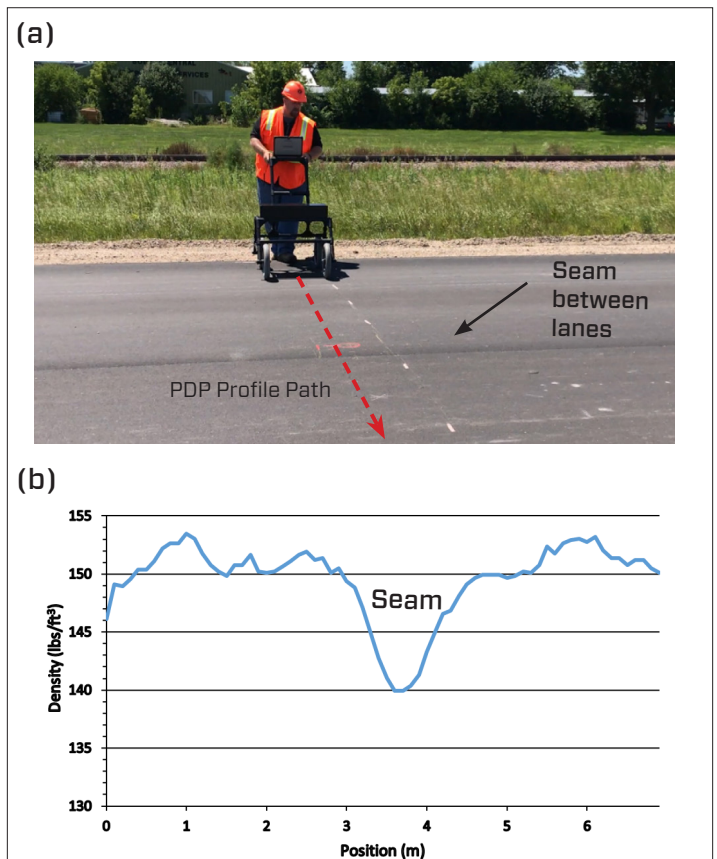 (a)
SERVICES
Seam
between
lanes
PDP Profile Path
(b)
155
150
145
140
135
130
Density (lbs/ft³)
Seam
0 1 2 3 4 5 6
Position (m)